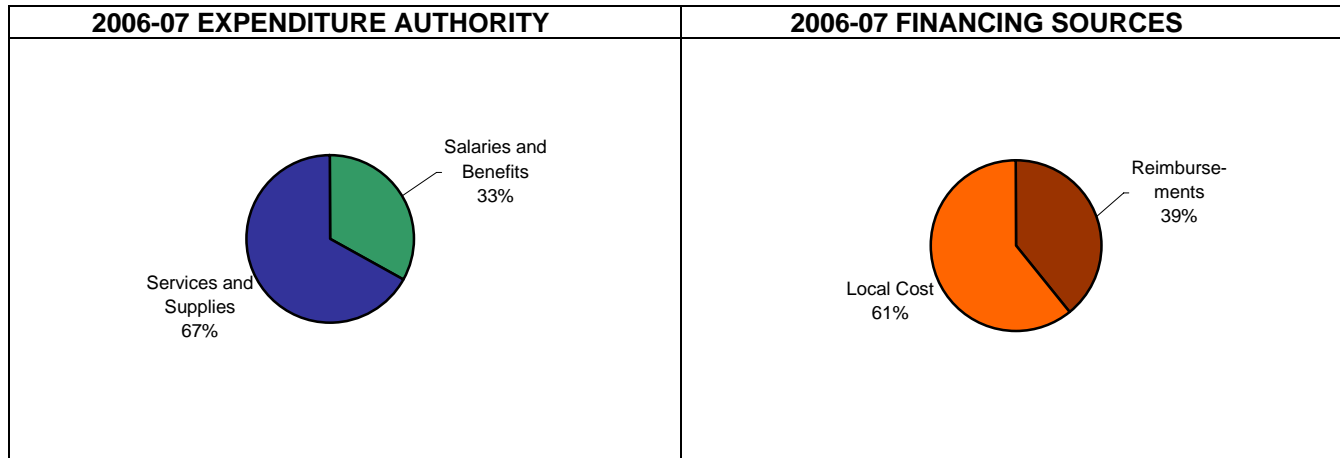 2006-07 EXPENDITURE AUTHORITY
Salaries and
Benefits
33%
Services and
Supplies
67%
2006-07 FINANCING SOURCES
Reimburse-
ments
39%
Local Cost
61%